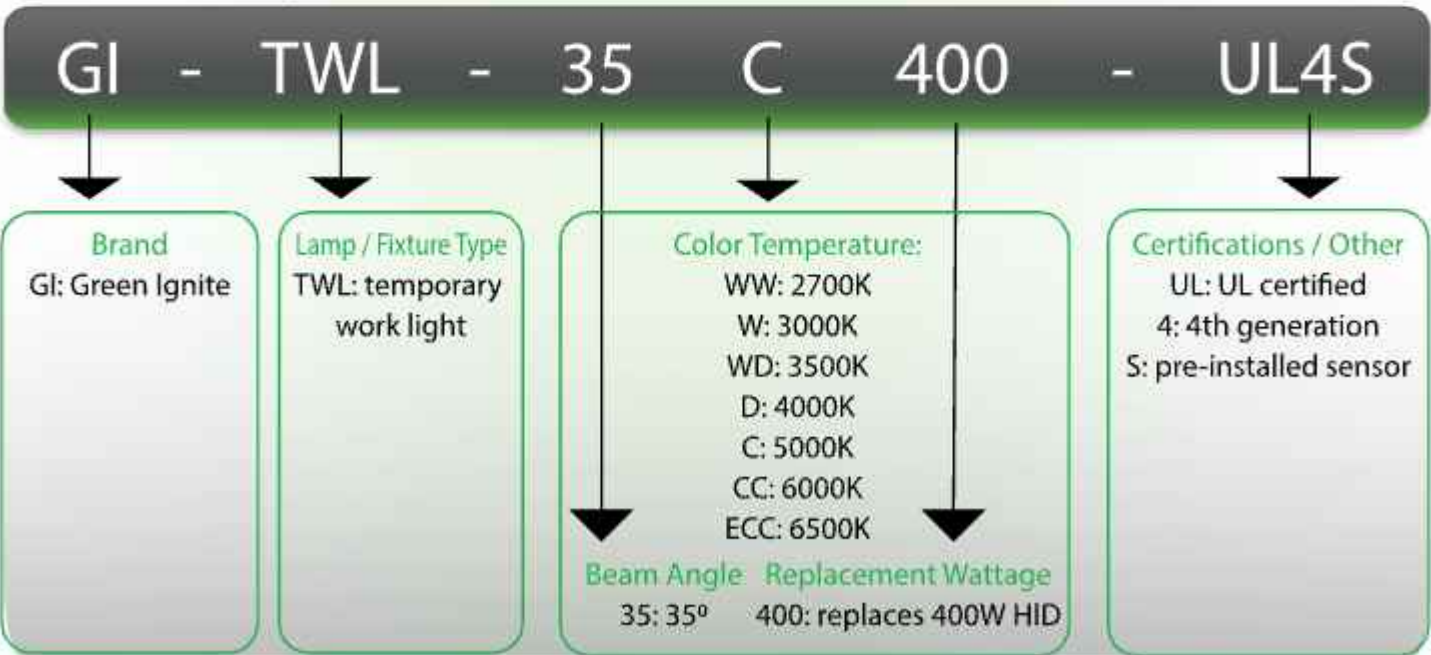 GI - TWL - 35 C 400 - UL4S
Brand
GI: Green Ignite
Lamp / Fixture Type
TWL: temporary
work light
Color Temperature:
WW: 2700K
W: 3000K
WD: 3500K
D: 4000K
C: 5000K
CC: 6000K
ECC: 6500K
Beam Angle
35: 35º
Replacement Wattage
400: replaces 400W HID
Certifications / Other
UL: UL certified
4: 4th generation
S: pre-installed sensor